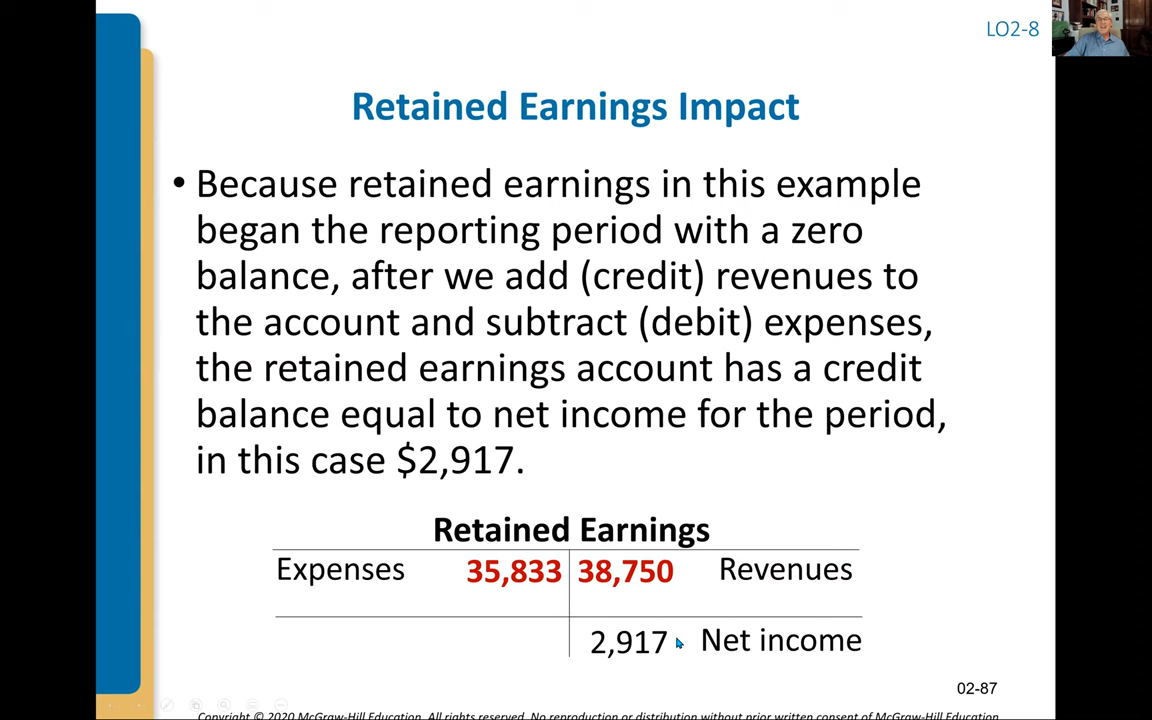 LO2-8
Retained Earnings Impact
• Because retained earnings in this example
began the reporting period with a zero
balance, after we add (credit) revenues to
the account and subtract (debit) expenses,
the retained earnings account has a credit
balance equal to net income for the period,
in this case $2,917.
Retained Earnings
Expenses 35,833 38,750 Revenues
2,917 Net income
02-87
Copyright © 2020 McGraw-Hill Education. All rights reserved. No reproduction or distribution without prior written consent of McGraw-Hill Education.